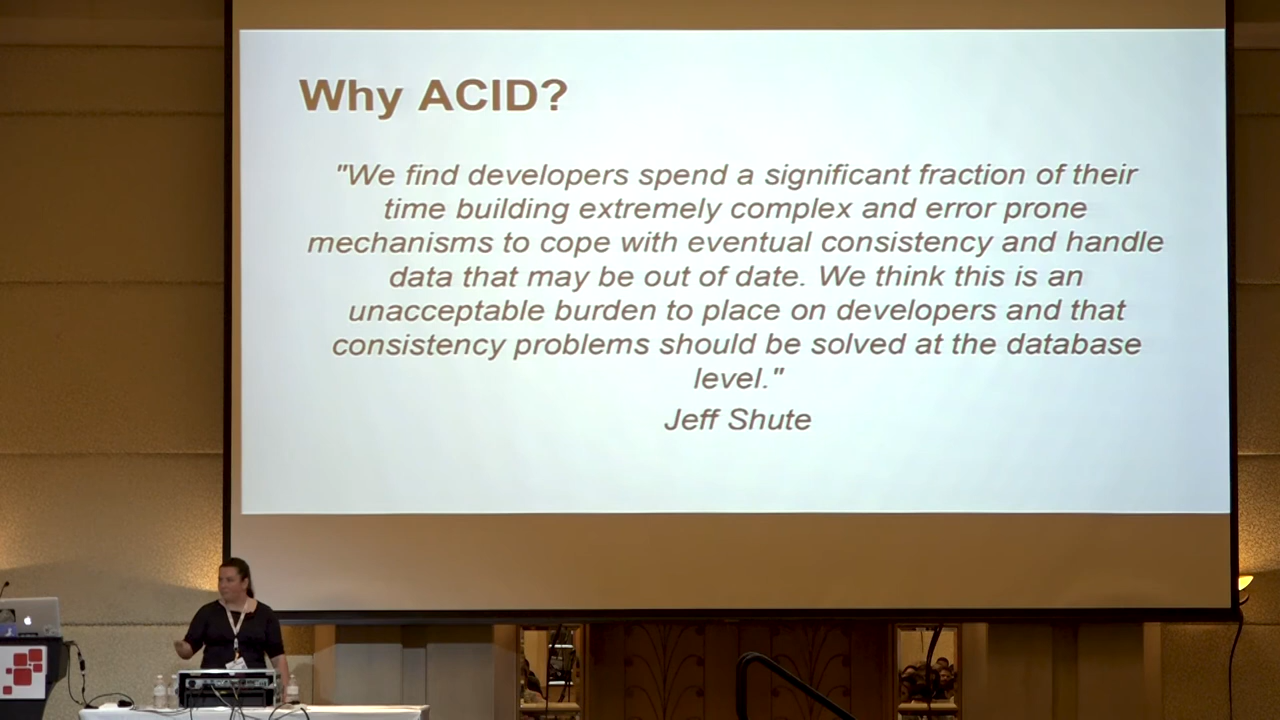 Why ACID?
"We find developers spend a significant fraction of their
time building extremely complex and error prone
mechanisms to cope with eventual consistency and handle
data that may be out of date. We think this is an
unacceptable burden to place on developers and that
consistency problems should be solved at the database
level."
Jeff Shute